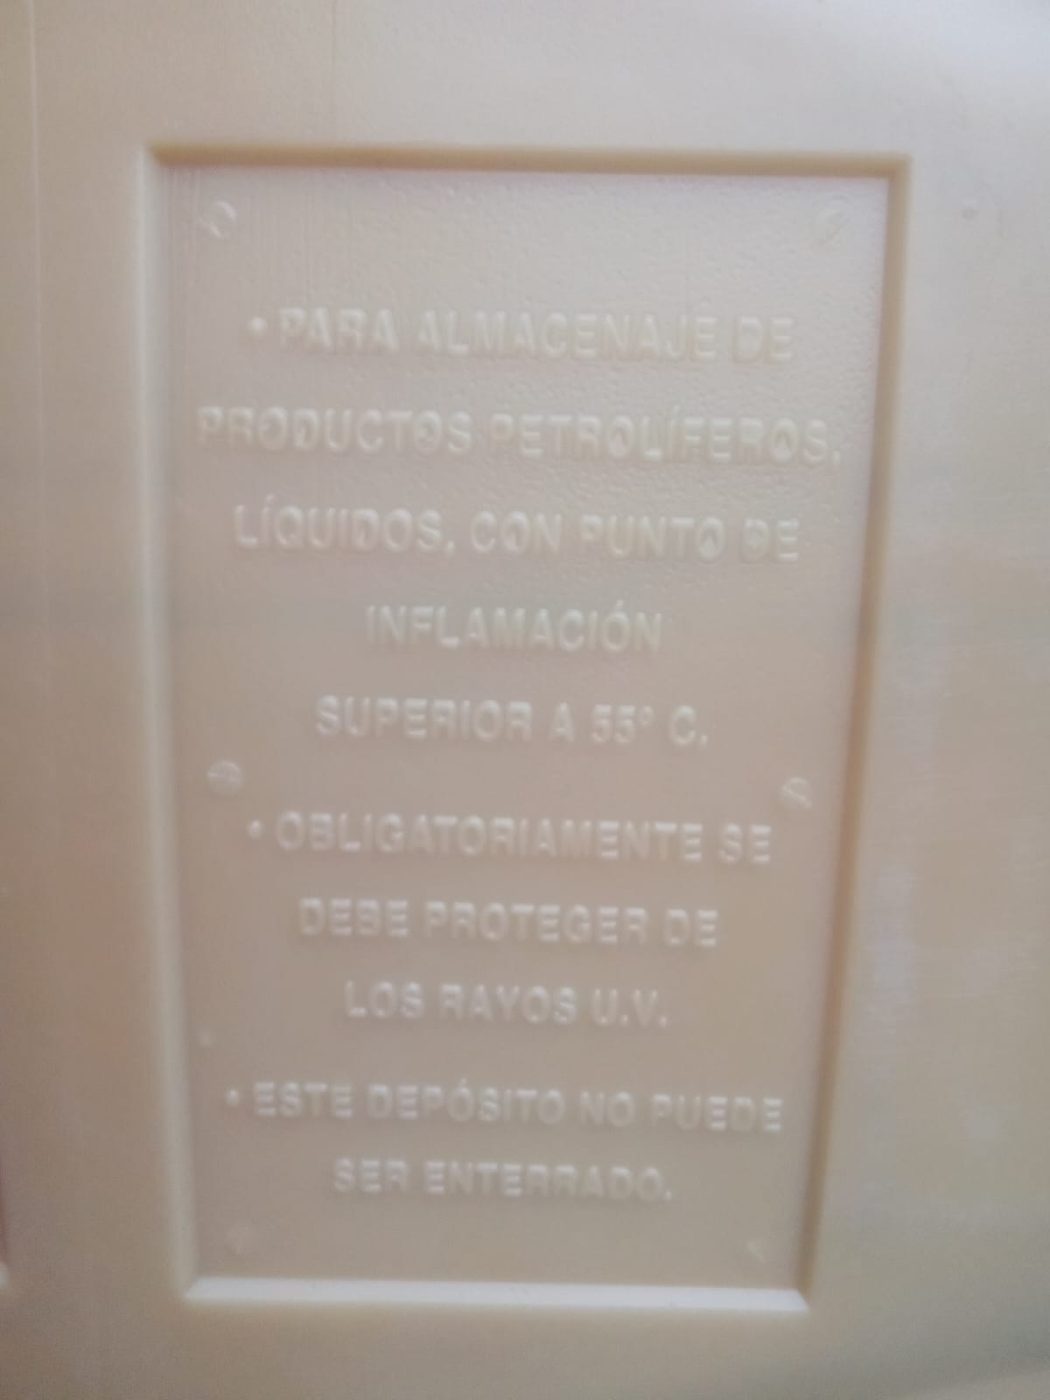 • PARA ALMACENAJE DE
PRODUCTOS PETROLÍFEROS,
LÍQUIDOS, CON PUNTO DE
INFLAMACIÓN
SUPERIOR A 55º C.
• OBLIGATORIAMENTE SE
DEBE PROTEGER DE
LOS RAYOS U.V.
• ESTE DEPÓSITO NO PUEDE
SER ENTERRADO.